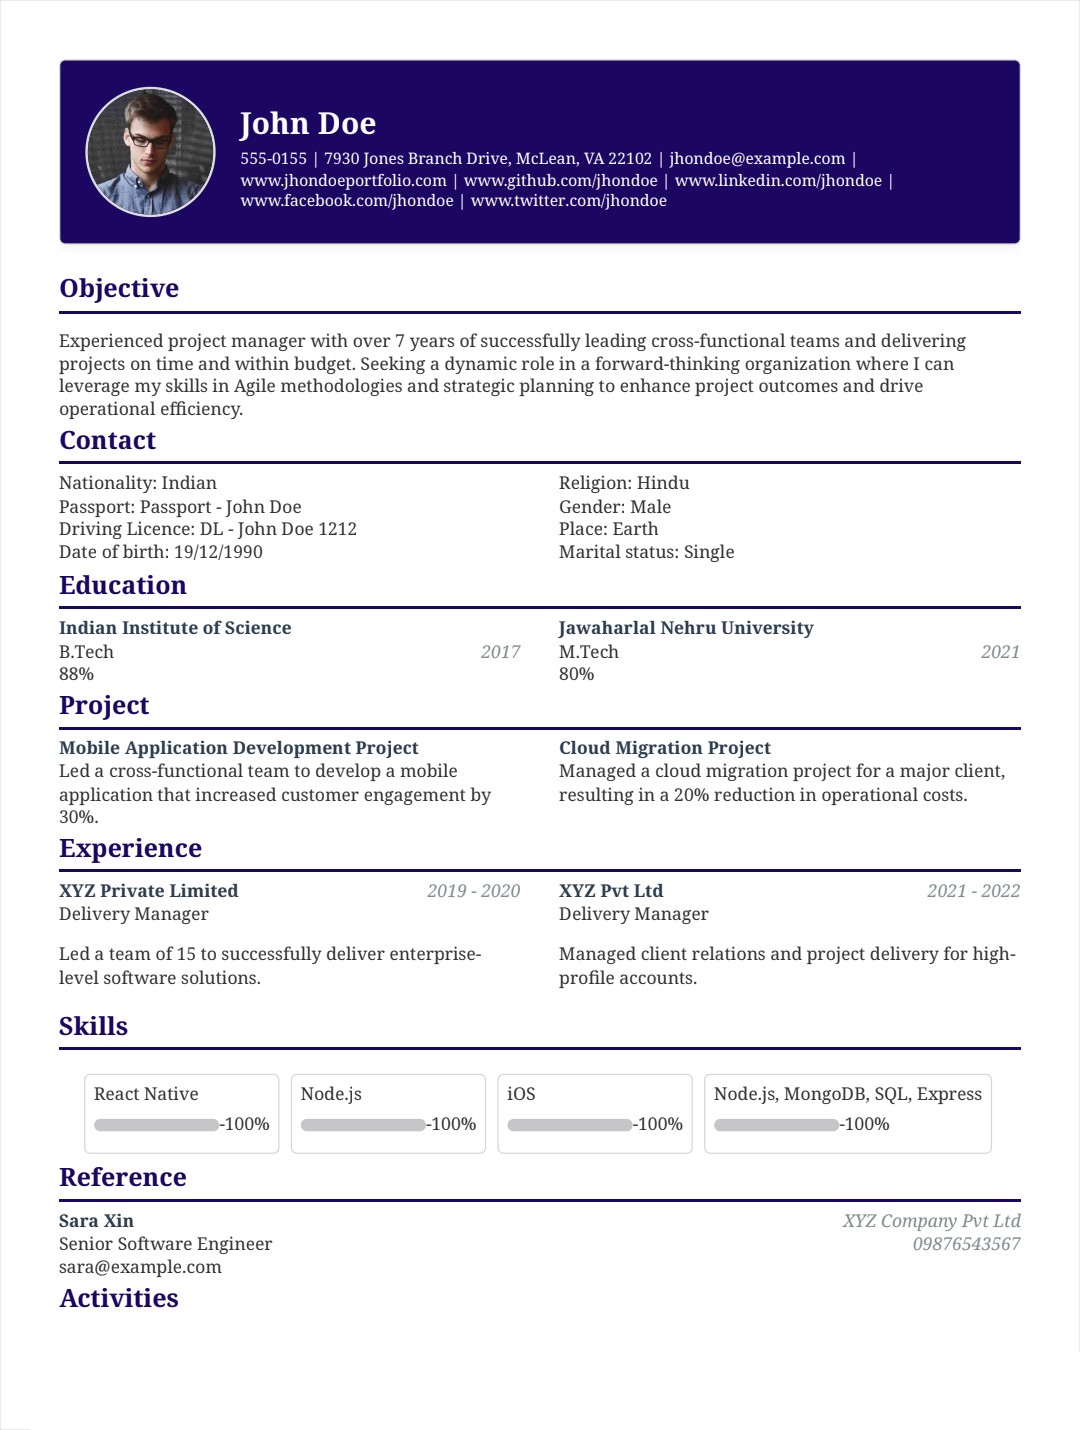 John Doe
555-0155 | 7930 Jones Branch Drive, McLean, VA 22102 | jhondoe@example.com |
www.jhondoeportfolio.com | www.github.com/jhondoe | www.linkedin.com/jhondoe |
www.facebook.com/jhondoe | www.twitter.com/jhondoe
Objective
Experienced project manager with over 7 years of successfully leading cross-functional teams and delivering
projects on time and within budget. Seeking a dynamic role in a forward-thinking organization where I can
leverage my skills in Agile methodologies and strategic planning to enhance project outcomes and drive
operational efficiency.
Contact
Nationality: Indian
Passport: Passport - John Doe
Driving Licence: DL - John Doe 1212
Date of birth: 19/12/1990
Religion: Hindu
Gender: Male
Place: Earth
Marital status: Single
Education
Indian Institute of Science
B.Tech 2017
88%
Jawaharlal Nehru University
M.Tech 2021
80%
Project
Mobile Application Development Project
Led a cross-functional team to develop a mobile
application that increased customer engagement by
30%.
Cloud Migration Project
Managed a cloud migration project for a major client,
resulting in a 20% reduction in operational costs.
Experience
XYZ Private Limited 2019 - 2020
Delivery Manager
Led a team of 15 to successfully deliver enterprise-
level software solutions.
XYZ Pvt Ltd 2021 - 2022
Delivery Manager
Managed client relations and project delivery for high-
profile accounts.
Skills
React Native
-100%
Node.js
-100%
iOS
-100%
Node.js, MongoDB, SQL, Express
-100%
Reference
Sara Xin XYZ Company Pvt Ltd
Senior Software Engineer 09876543567
sara@example.com
Activities